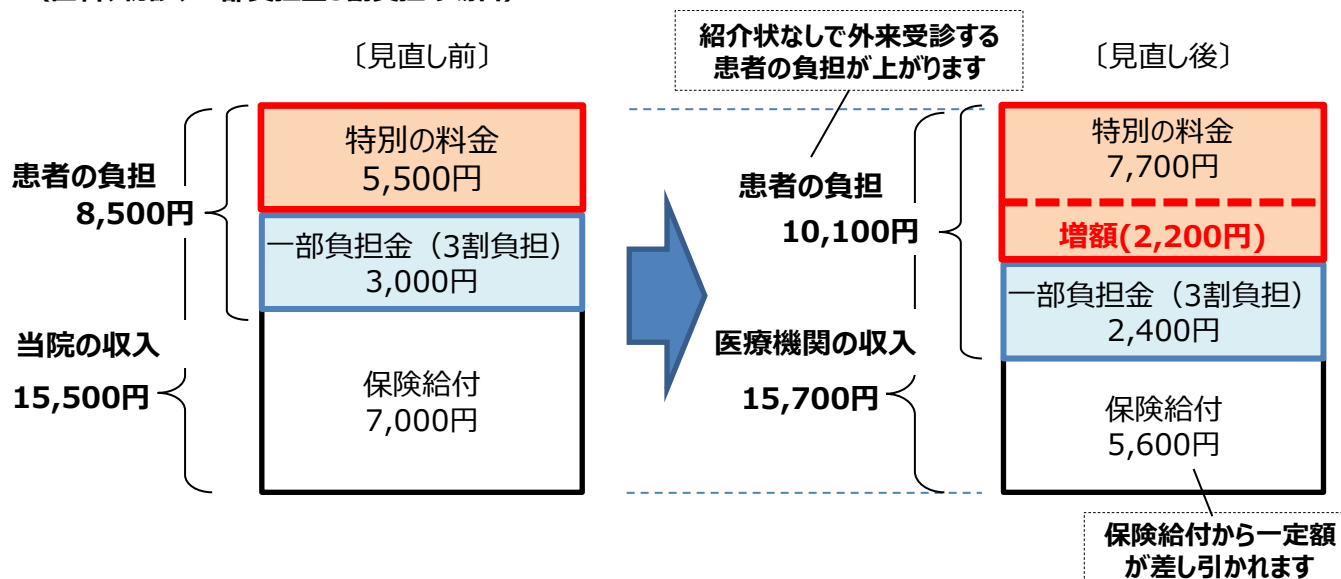 紹介状なしで外来受診する
患者の負担が上がります
〔見直し前〕
特別の料金
5,500円
患者の負担
8,500円
一部負担金（3割負担）
3,000円
当院の収入
15,500円
保険給付
7,000円
〔見直し後〕
特別の料金
7,700円
増額(2,200円)
患者の負担
10,100円
一部負担金（3割負担）
2,400円
医療機関の収入
15,700円
保険給付
5,600円
保険給付から一定額
が差し引かれます